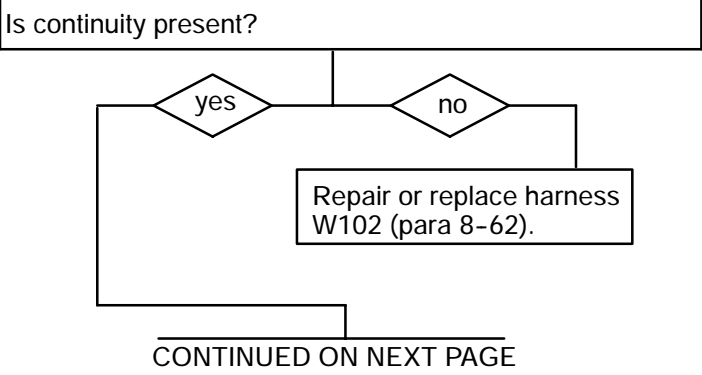 Is continuity present?
yes
no
Repair or replace harness
W102 (para 8-62).
CONTINUED ON NEXT PAGE